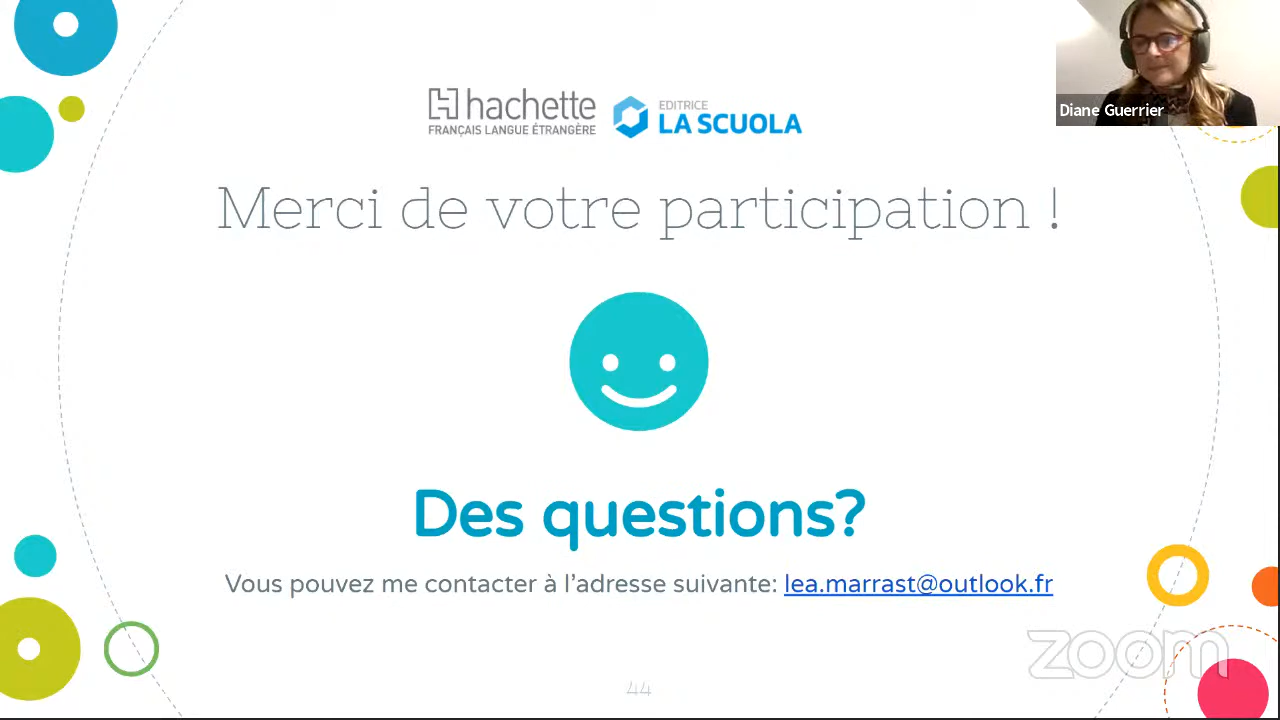 hachette
FRANÇAIS LANGUE ÉTRANGÈRE
EDITRICE
LA SCUOLA
Diane Guerrier
Merci de votre participation !
Des questions?
Vous pouvez me contacter à l’adresse suivante: lea.marrast@outlook.fr
zoom
44